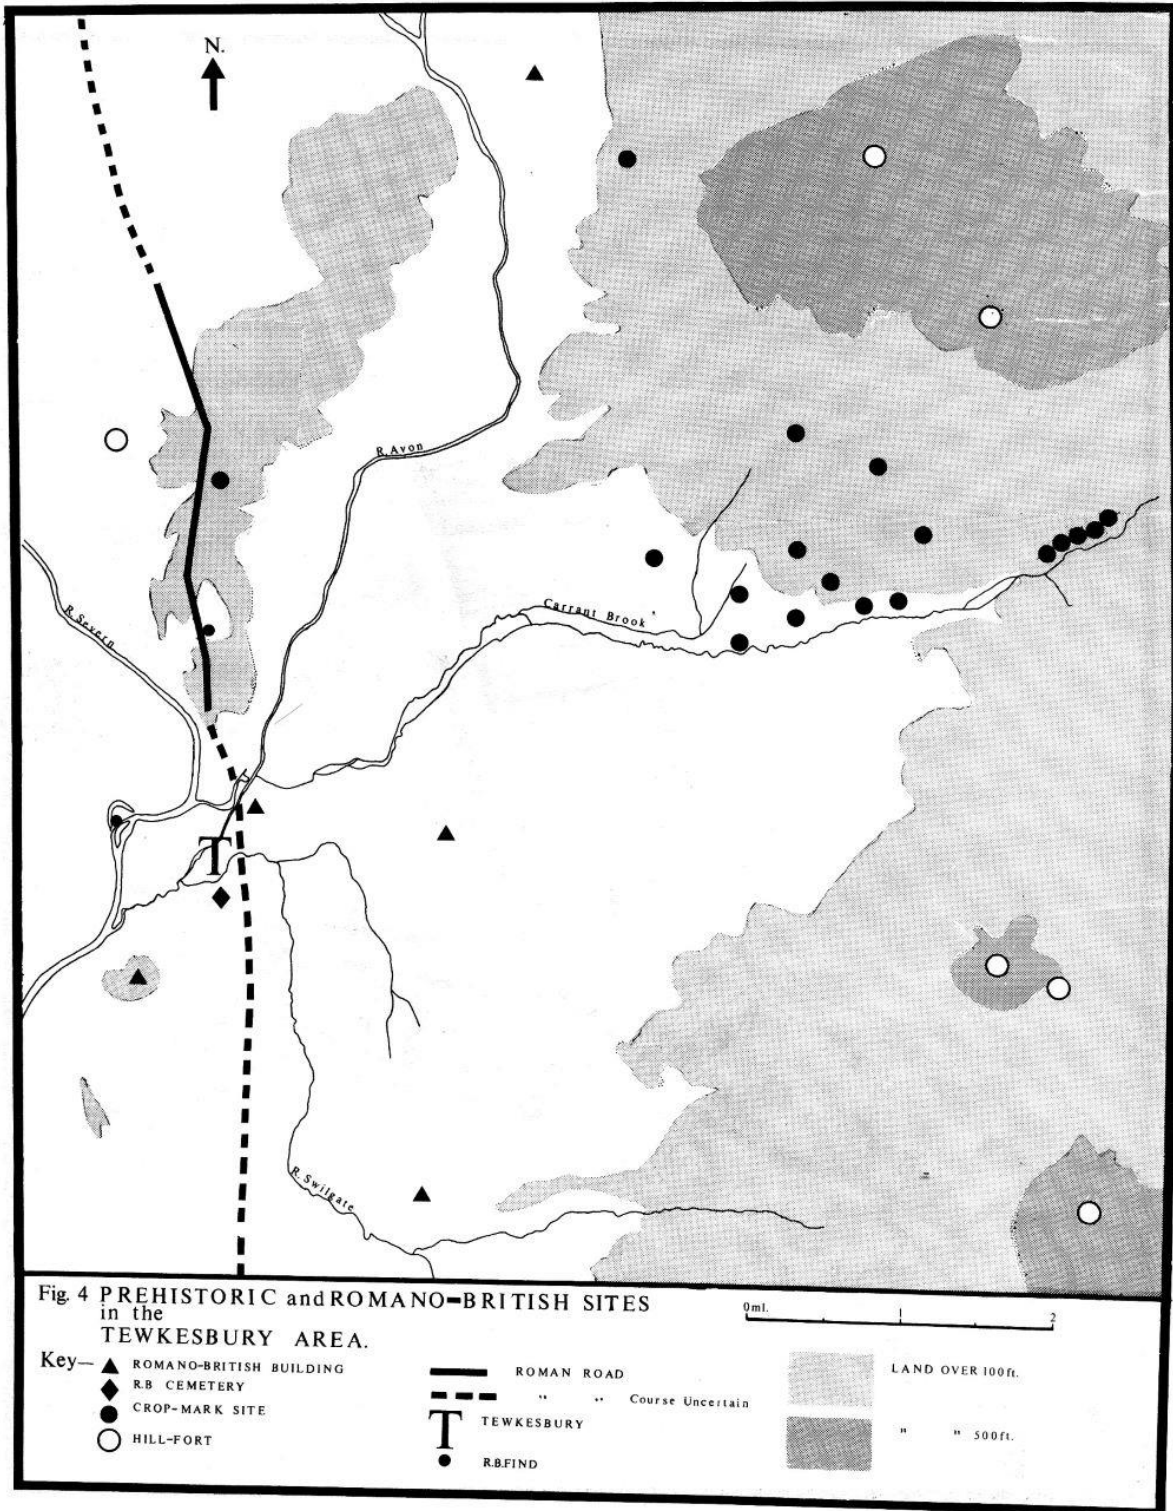 N.
R. Avon
R. Severn
Carrant Brook
T
R. Swilgate
Fig. 4 PREHISTORIC and ROMANO-BRITISH SITES
in the
TEWKESBURY AREA.
0ml. 1 2
Key—
ROMANO-BRITISH BUILDING
R.B CEMETERY
CROP-MARK SITE
HILL-FORT
ROMAN ROAD
" " Course Uncertain
T TEWKESBURY
R.B.FIND
LAND OVER 100ft.
" " 500ft.